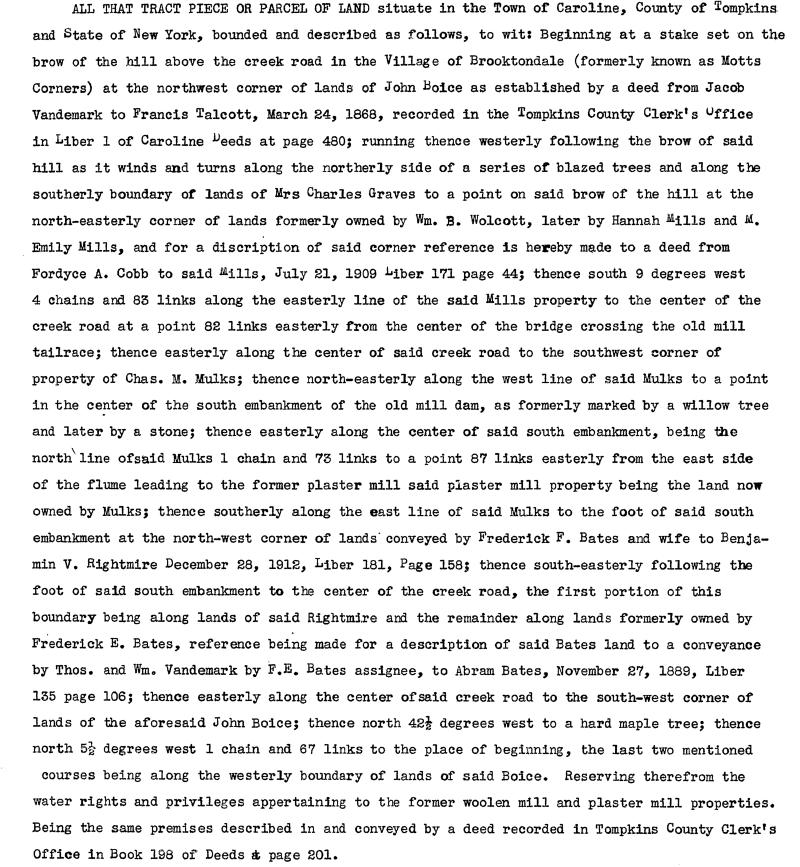 ALL THAT TRACT PIECE OR PARCEL OF LAND situate in the Town of Caroline, County of Tompkins
and State of New York, bounded and described as follows, to wit: Beginning at a stake set on the
brow of the hill above the creek road in the Village of Brooktondale (formerly known as Motts
Corners) at the northwest corner of lands of John Boice as established by a deed from Jacob
Vandemark to Francis Talcott, March 24, 1868, recorded in the Tompkins County Clerk's Office
in Liber 1 of Caroline Deeds at page 480; running thence westerly following the brow of said
hill as it winds and turns along the northerly side of a series of blazed trees and along the
southerly boundary of lands of Mrs Charles Graves to a point on said brow of the hill at the
north-easterly corner of lands formerly owned by Wm. B. Wolcott, later by Hannah Mills and M.
Emily Mills, and for a discription of said corner reference is hereby made to a deed from
Fordyce A. Cobb to said Mills, July 21, 1909 Liber 171 page 44; thence south 9 degrees west
4 chains and 83 links along the easterly line of the said Mills property to the center of the
creek road at a point 82 links easterly from the center of the bridge crossing the old mill
tailrace; thence easterly along the center of said creek road to the southwest corner of
property of Chas. M. Mulks; thence north-easterly along the west line of said Mulks to a point
in the center of the south embankment of the old mill dam, as formerly marked by a willow tree
and later by a stone; thence easterly along the center of said south embankment, being the
north line ofsaid Mulks 1 chain and 73 links to a point 87 links easterly from the east side
of the flume leading to the former plaster mill said plaster mill property being the land now
owned by Mulks; thence southerly along the east line of said Mulks to the foot of said south
embankment at the north-west corner of lands conveyed by Frederick F. Bates and wife to Benja-
min V. Rightmire December 28, 1912, Liber 181, Page 158; thence south-easterly following the
foot of said south embankment to the center of the creek road, the first portion of this
boundary being along lands of said Rightmire and the remainder along lands formerly owned by
Frederick E. Bates, reference being made for a description of said Bates land to a conveyance
by Thos. and Wm. Vandemark by F.E. Bates assignee, to Abram Bates, November 27, 1889, Liber
135 page 106; thence easterly along the center ofsaid creek road to the south-west corner of
lands of the aforesaid John Boice; thence north 42½ degrees west to a hard maple tree; thence
north 5½ degrees west 1 chain and 67 links to the place of beginning, the last two mentioned
courses being along the westerly boundary of lands of said Boice. Reserving therefrom the
water rights and privileges appertaining to the former woolen mill and plaster mill properties.
Being the same premises described in and conveyed by a deed recorded in Tompkins County Clerk's
Office in Book 198 of Deeds at page 201.